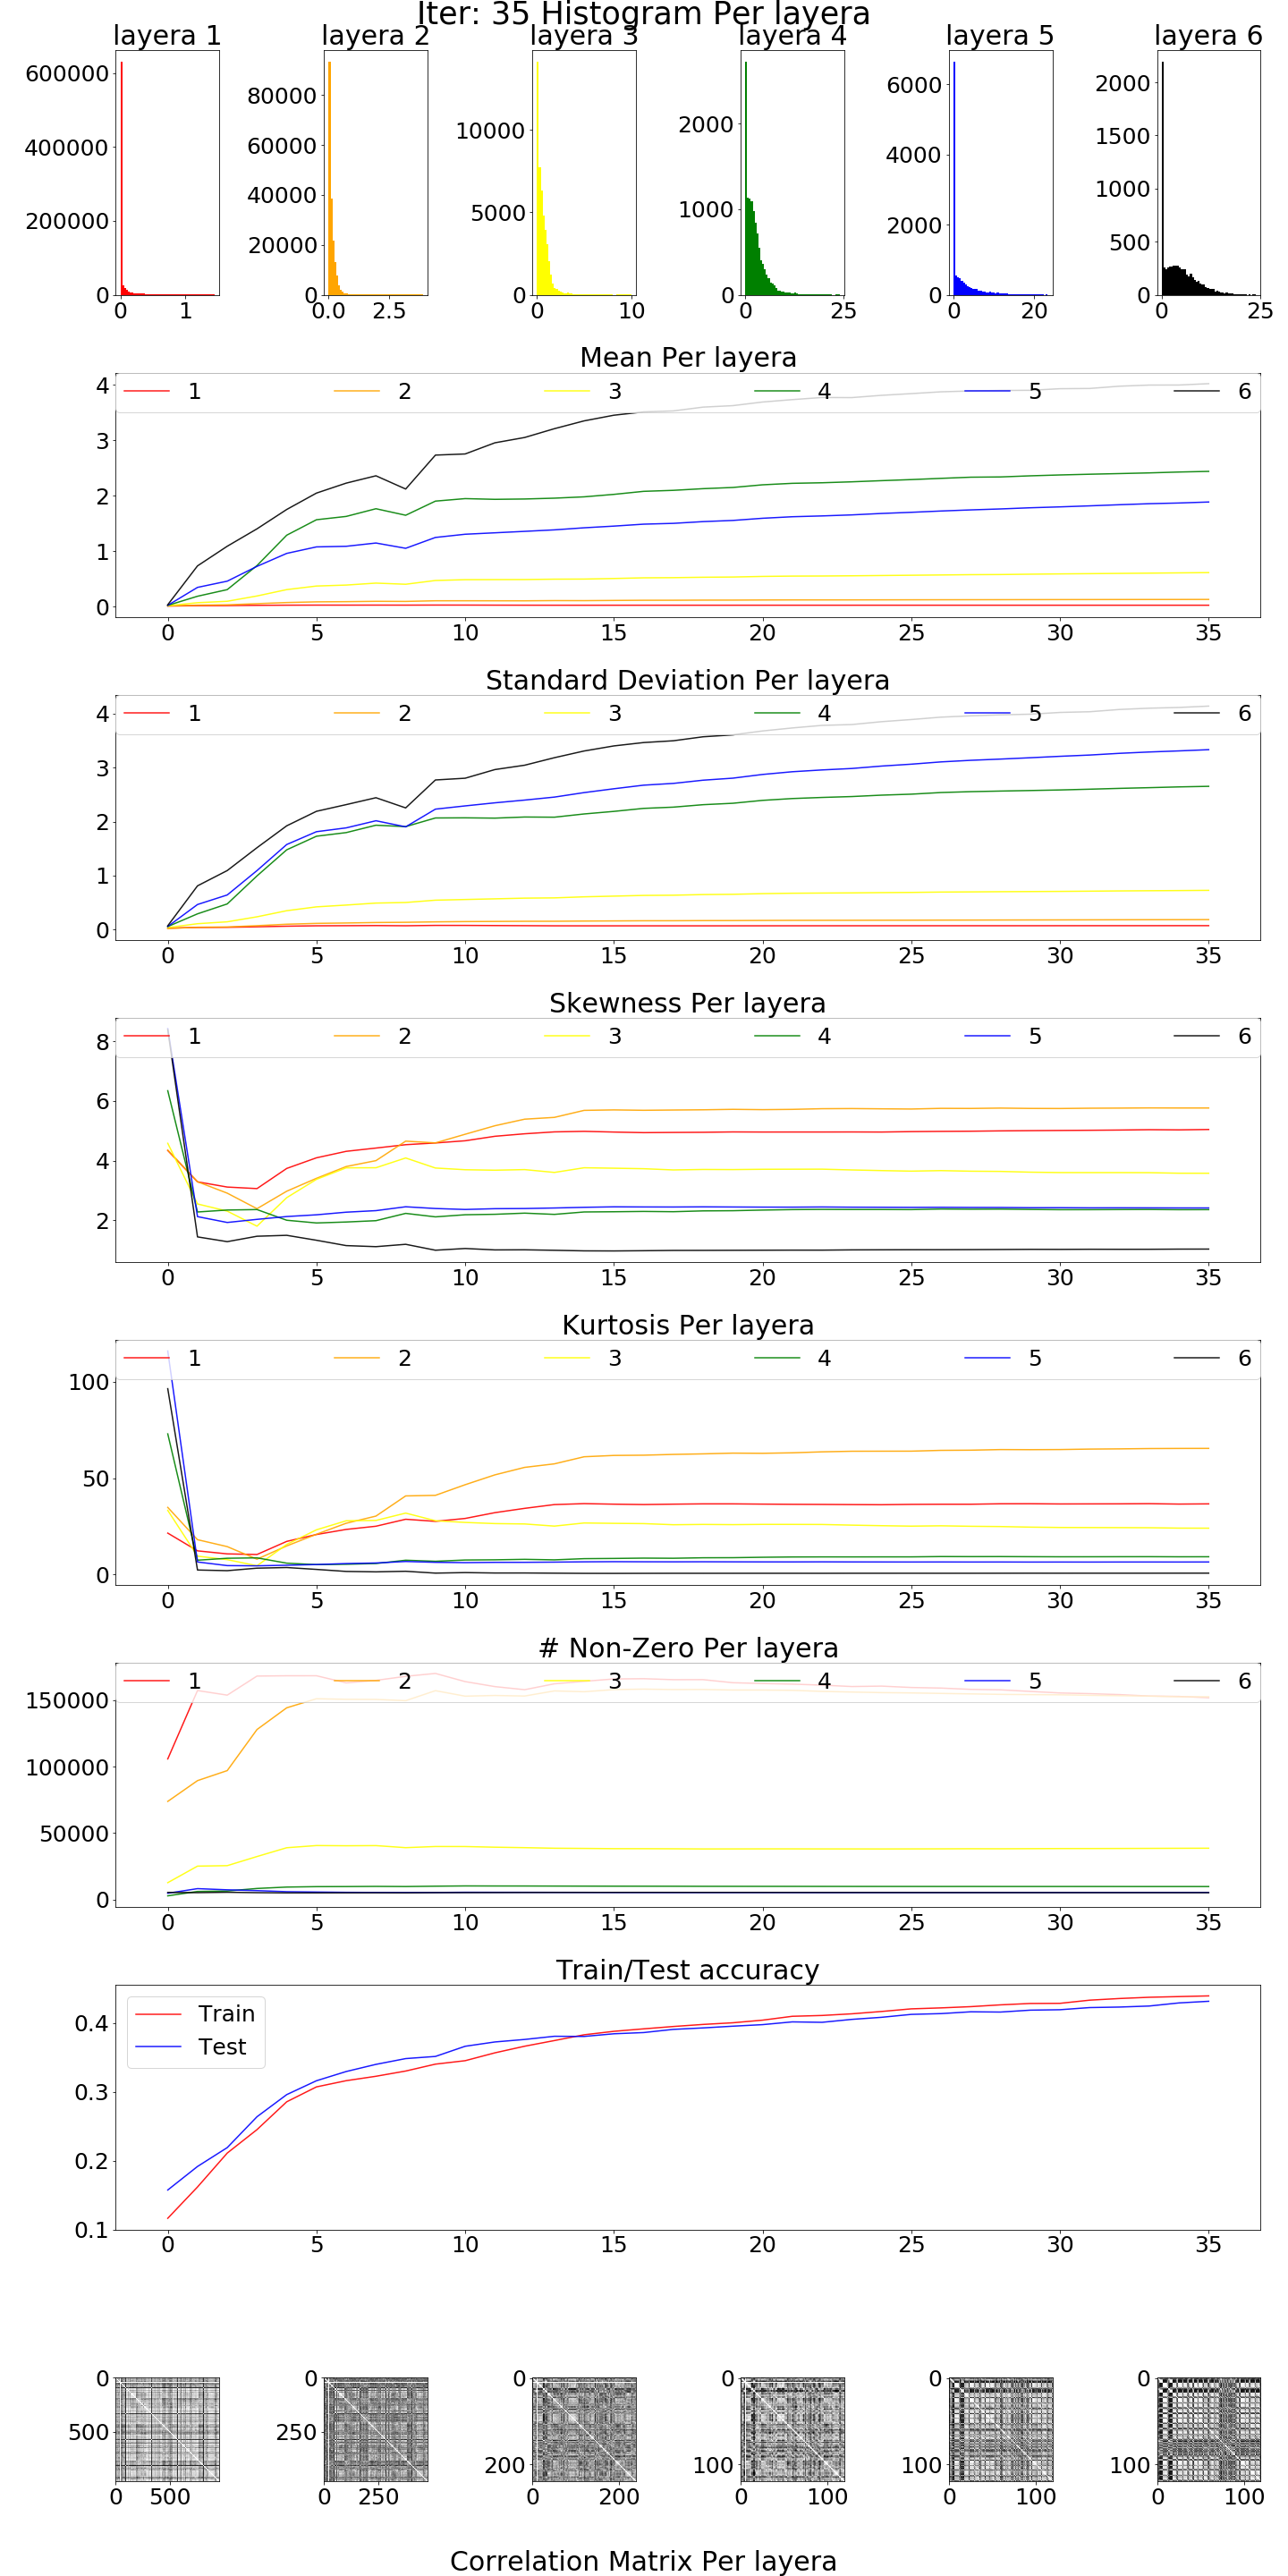 Iter: 35 Histogram Per layera
layera 1 layera 2 layera 3 layera 4 layera 5 layera 6
600000 400000 200000 0
0 1
80000 60000 40000 20000 0
0.0 2.5
10000 5000 0
0 10
2000 1000 0
0 25
6000 4000 2000 0
0 20
2000 1500 1000 500 0
0 25
Mean Per layera
1 2 3 4 5 6
4
3
2
1
0
0 5 10 15 20 25 30 35
Standard Deviation Per layera
1 2 3 4 5 6
4
3
2
1
0
0 5 10 15 20 25 30 35
Skewness Per layera
1 2 3 4 5 6
8
6
4
2
0 5 10 15 20 25 30 35
Kurtosis Per layera
1 2 3 4 5 6
100
50
0
0 5 10 15 20 25 30 35
# Non-Zero Per layera
1 2 3 4 5 6
150000
100000
50000
0
0 5 10 15 20 25 30 35
Train/Test accuracy
Train
Test
0.4
0.3
0.2
0.1
0 5 10 15 20 25 30 35
0 500
0 500
0 250
0 250
0 200
0 200
0 100
0 100
0 100
0 100
0 100
0 100
Correlation Matrix Per layera